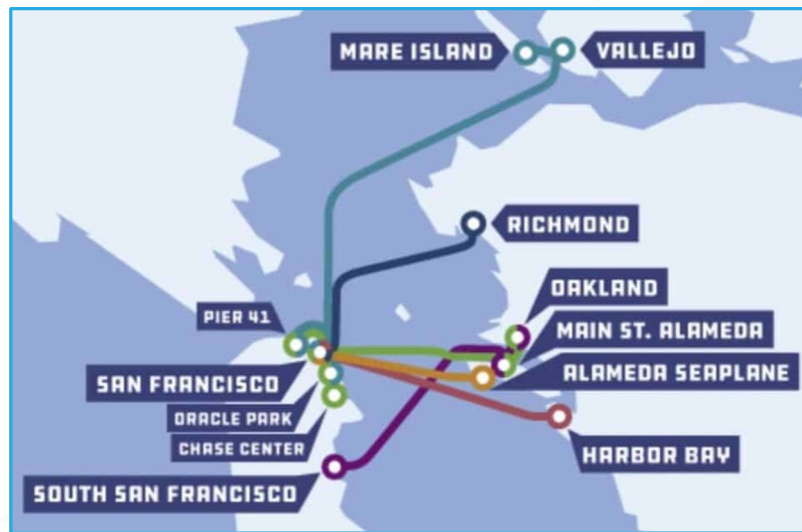 MARE ISLAND
VALLEJO
RICHMOND
OAKLAND
PIER 41
MAIN ST. ALAMEDA
SAN FRANCISCO
ALAMEDA SEAPLANE
ORACLE PARK
CHASE CENTER
HARBOR BAY
SOUTH SAN FRANCISCO